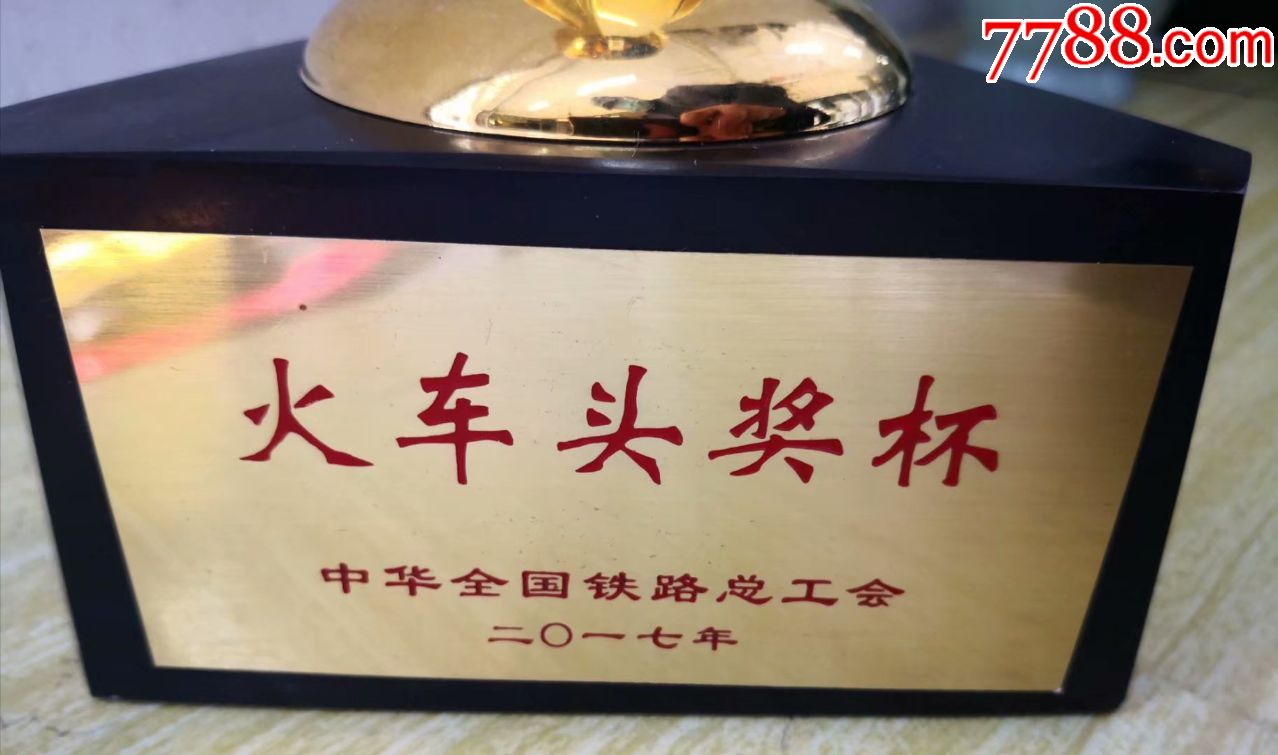 7788.com
火车头奖杯
中华全国铁路总工会
二〇一七年